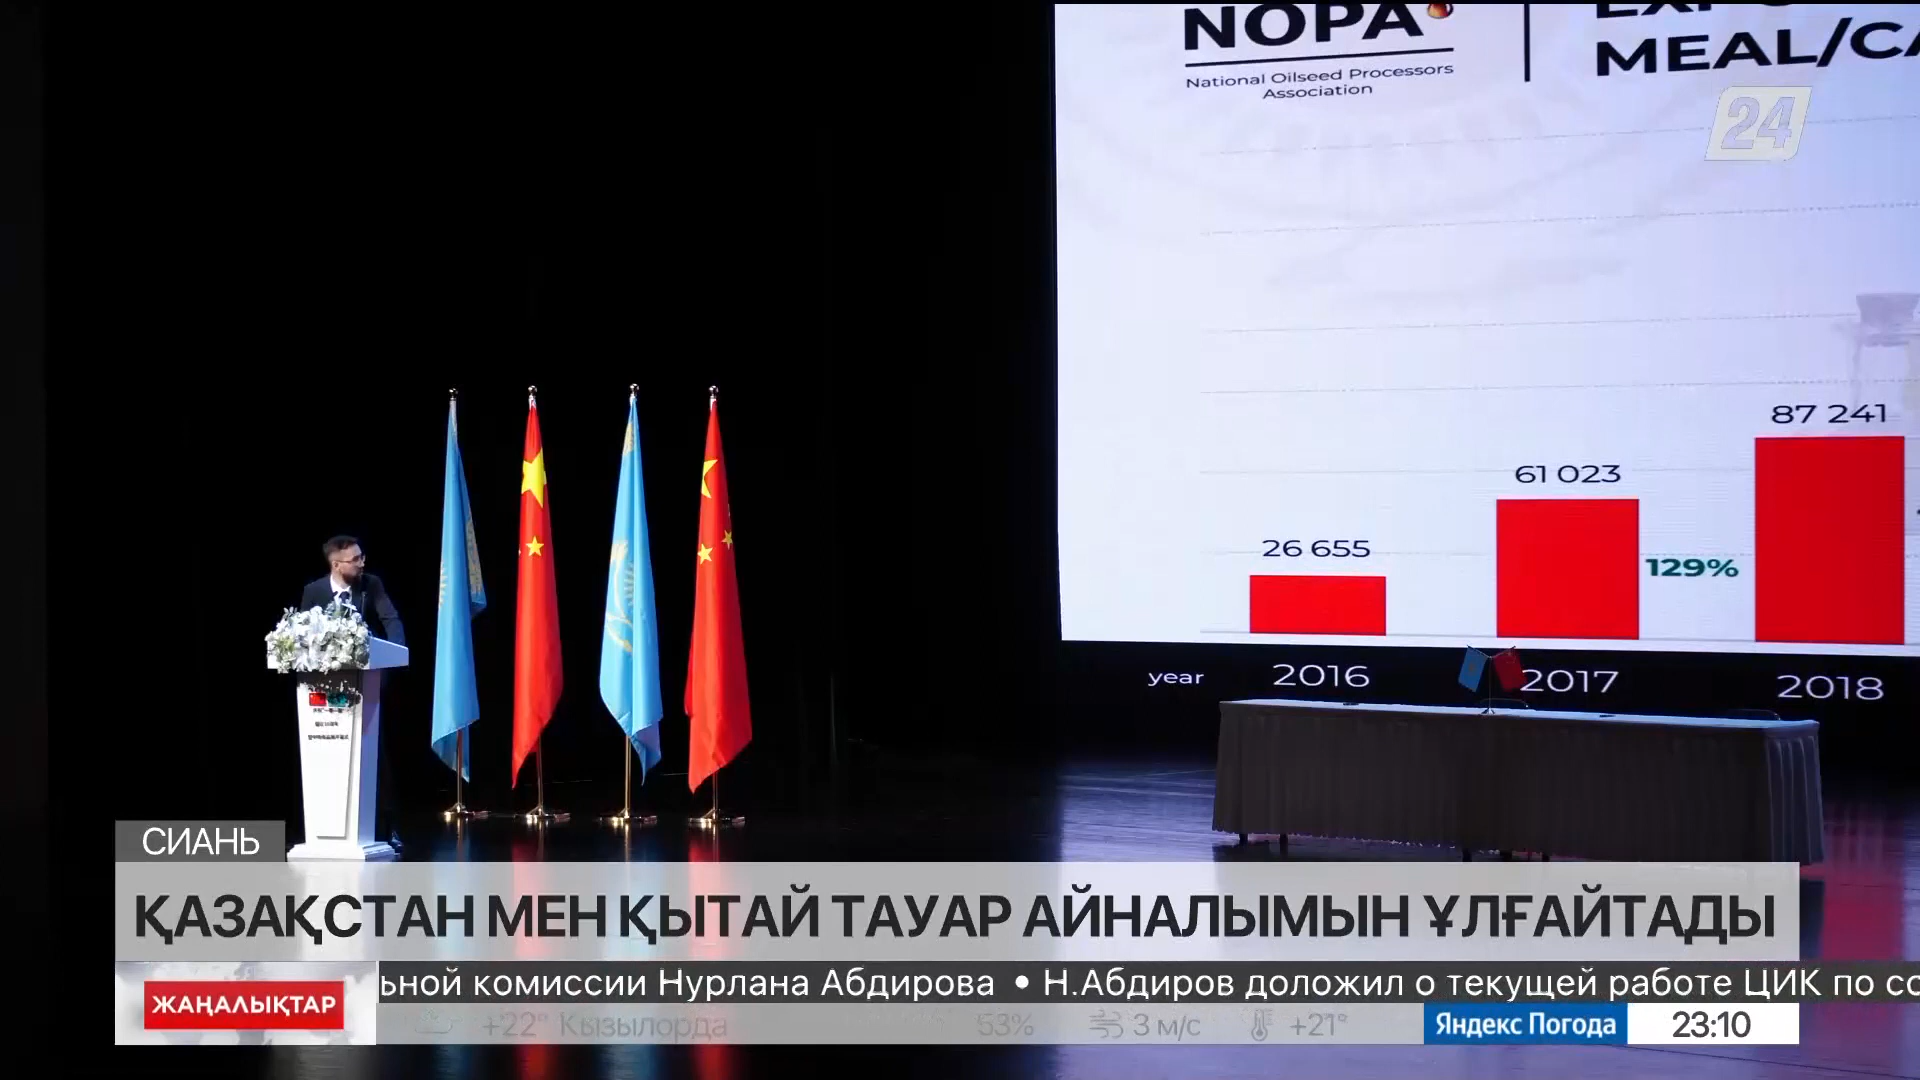 NOPA
National Oilseed Processors
Association
MEAL/CA
24
87 241
61 023
26 655
129%
year
2016
2017
2018
СИАНЬ
ҚАЗАҚСТАН МЕН ҚЫТАЙ ТАУАР АЙНАЛЫМЫН ҰЛҒАЙТАДЫ
ьной комиссии Нурлана Абдирова • Н.Абдиров доложил о текущей работе ЦИК по со
ЖАҢАЛЫҚТАР
+22° Кызылорда 53% 3 м/с +21°
Яндекс Погода
23:10